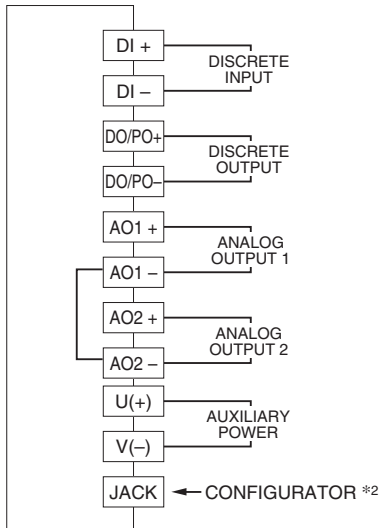 DI +
DISCRETE
INPUT
DI –
DO/PO+
DISCRETE
OUTPUT
DO/PO–
AO1 +
ANALOG
OUTPUT 1
AO1 –
AO2 +
ANALOG
OUTPUT 2
AO2 –
U(+)
AUXILIARY
POWER
V(–)
JACK
CONFIGURATOR *2